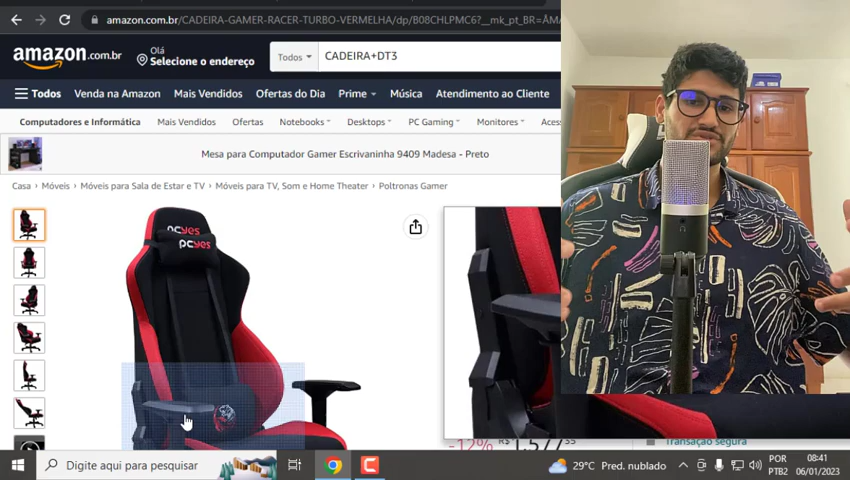 amazon.com.br/CADEIRA-GAMER-RACER-TURBO-VERMELHA/dp/B08CHLPMC6?__mk_pt_BR=ÅM
amazon.com.br
Olá
Selecione o endereço
Todos
CADEIRA+DT3
Todos
Venda na Amazon
Mais Vendidos
Ofertas do Dia
Prime
Música
Atendimento ao Cliente
Computadores e Informática
Mais Vendidos
Ofertas
Notebooks
Desktops
PC Gaming
Monitores
Mesa para Computador Gamer Escrivaninha 9409 Madesa - Preto
Casa › Móveis › Móveis para Sala de Estar e TV › Móveis para TV, Som e Home Theater › Poltronas Gamer
pcyes
pcyes
-12% R$ 1.577
Transação segura
Digite aqui para pesquisar
29°C Pred. nublado
POR
PTB2
08:41
06/01/2023